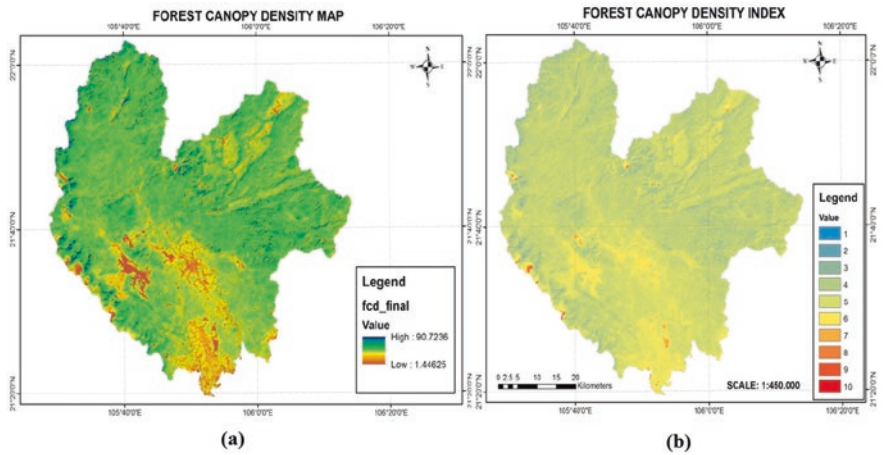 FOREST CANOPY DENSITY MAP
105°40'0"E 106°0'0"E 106°20'0"E
N
W E
S
22°0'0"N
21°40'0"N
21°20'0"N
Legend
fcd_final
Value
High : 90.7236
Low : 1.44625
105°40'0"E 106°0'0"E 106°20'0"E
(a)
FOREST CANOPY DENSITY INDEX
105°40'0"E 106°0'0"E 106°20'0"E
N
W E
S
22°0'0"N
21°40'0"N
21°20'0"N
Legend
Value
1
2
3
4
5
6
7
8
9
10
0 2.5 5 10 15 20
Kilometers
SCALE: 1:450.000
105°40'0"E 106°0'0"E 106°20'0"E
(b)